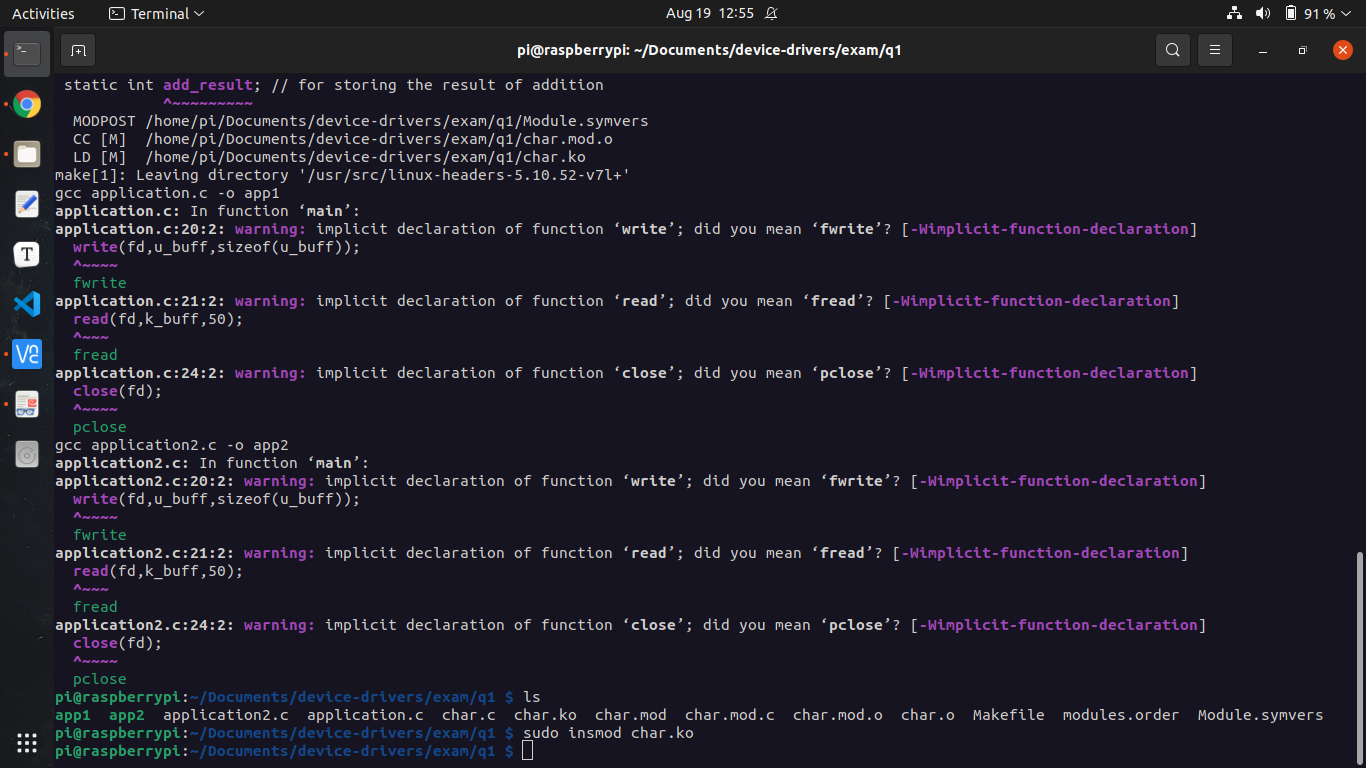 Activities Terminal Aug 19 12:55 91 %
pi@raspberrypi: ~/Documents/device-drivers/exam/q1
static int add_result; // for storing the result of addition
^~~~~~~~~~
MODPOST /home/pi/Documents/device-drivers/exam/q1/Module.symvers
CC [M]  /home/pi/Documents/device-drivers/exam/q1/char.mod.o
LD [M]  /home/pi/Documents/device-drivers/exam/q1/char.ko
make[1]: Leaving directory '/usr/src/linux-headers-5.10.52-v7l+'
gcc application.c -o app1
application.c: In function ‘main’:
application.c:20:2: warning: implicit declaration of function ‘write’; did you mean ‘fwrite’? [-Wimplicit-function-declaration]
write(fd,u_buff,sizeof(u_buff));
^~~~~
fwrite
application.c:21:2: warning: implicit declaration of function ‘read’; did you mean ‘fread’? [-Wimplicit-function-declaration]
read(fd,k_buff,50);
^~~~
fread
application.c:24:2: warning: implicit declaration of function ‘close’; did you mean ‘pclose’? [-Wimplicit-function-declaration]
close(fd);
^~~~~
pclose
gcc application2.c -o app2
application2.c: In function ‘main’:
application2.c:20:2: warning: implicit declaration of function ‘write’; did you mean ‘fwrite’? [-Wimplicit-function-declaration]
write(fd,u_buff,sizeof(u_buff));
^~~~~
fwrite
application2.c:21:2: warning: implicit declaration of function ‘read’; did you mean ‘fread’? [-Wimplicit-function-declaration]
read(fd,k_buff,50);
^~~~
fread
application2.c:24:2: warning: implicit declaration of function ‘close’; did you mean ‘pclose’? [-Wimplicit-function-declaration]
close(fd);
^~~~~
pclose
pi@raspberrypi:~/Documents/device-drivers/exam/q1 $ ls
app1  app2  application2.c  application.c  char.c  char.ko  char.mod  char.mod.c  char.mod.o  char.o  Makefile  modules.order  Module.symvers
pi@raspberrypi:~/Documents/device-drivers/exam/q1 $ sudo insmod char.ko
pi@raspberrypi:~/Documents/device-drivers/exam/q1 $